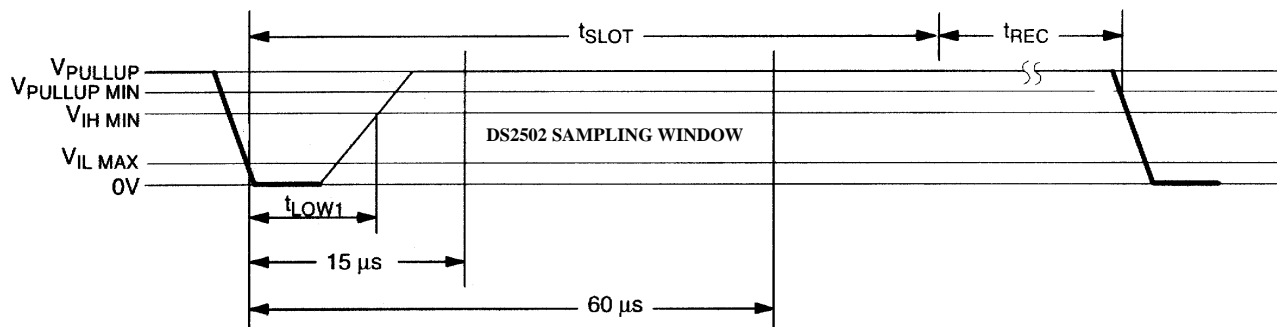 tSLOT
tREC
VPULLUP
VPULLUP MIN
VIH MIN
DS2502 SAMPLING WINDOW
VIL MAX
0V
tLOW1
15 μs
60 μs